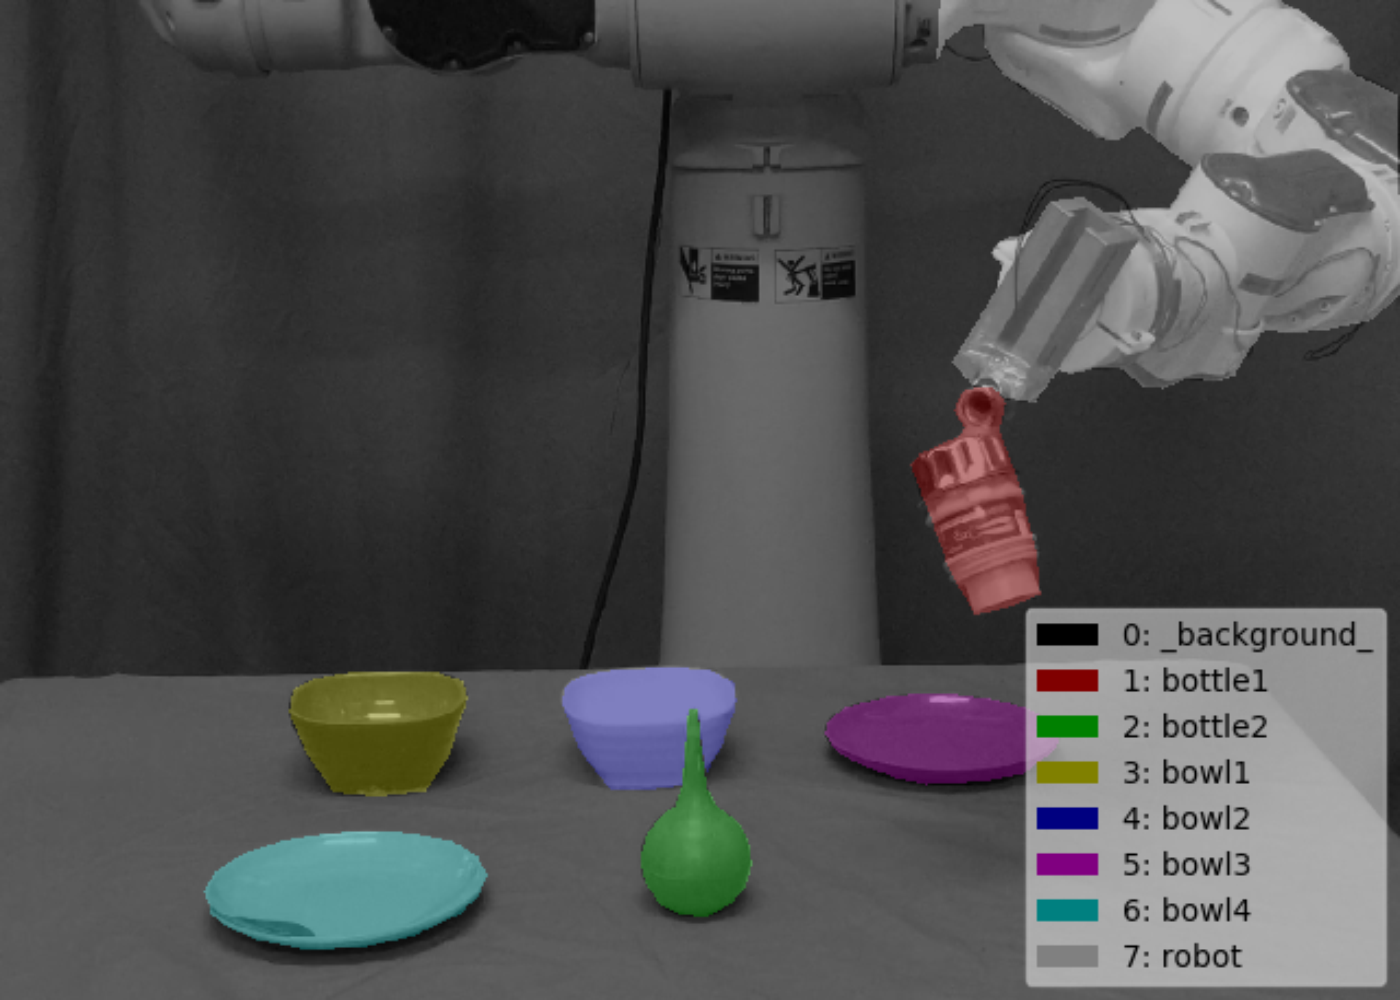 0: _background_
1: bottle1
2: bottle2
3: bowl1
4: bowl2
5: bowl3
6: bowl4
7: robot